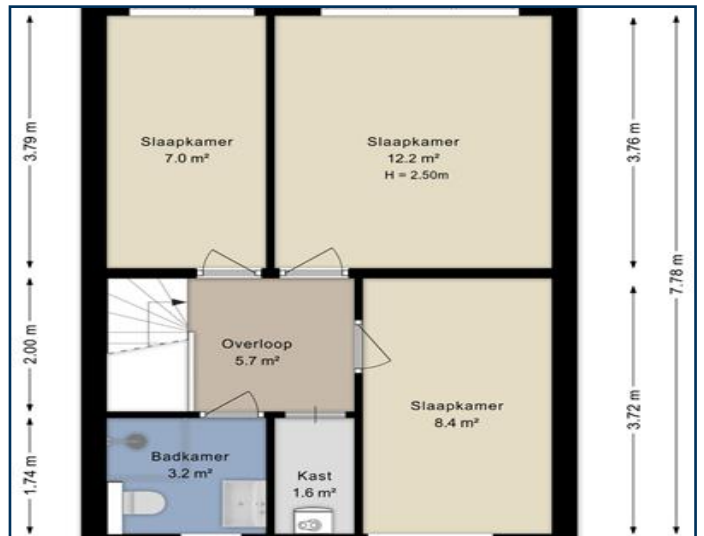 3.79 m
Slaapkamer
7.0 m²
Slaapkamer
12.2 m²
H = 2.50m
3.76 m
7.78 m
2.00 m
Overloop
5.7 m²
Slaapkamer
8.4 m²
3.72 m
1.74 m
Badkamer
3.2 m²
Kast
1.6 m²